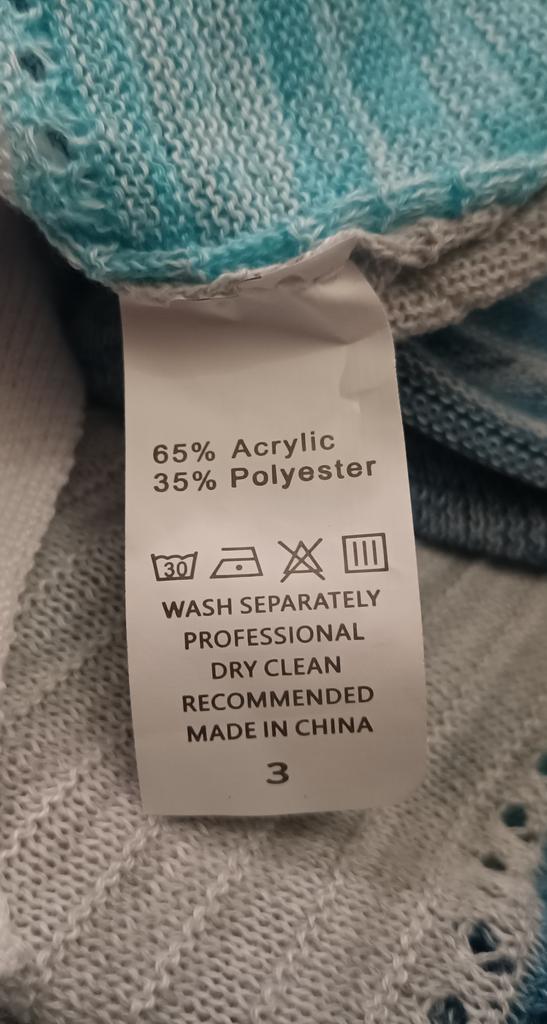 65% Acrylic
35% Polyester
30
WASH SEPARATELY
PROFESSIONAL
DRY CLEAN
RECOMMENDED
MADE IN CHINA
3